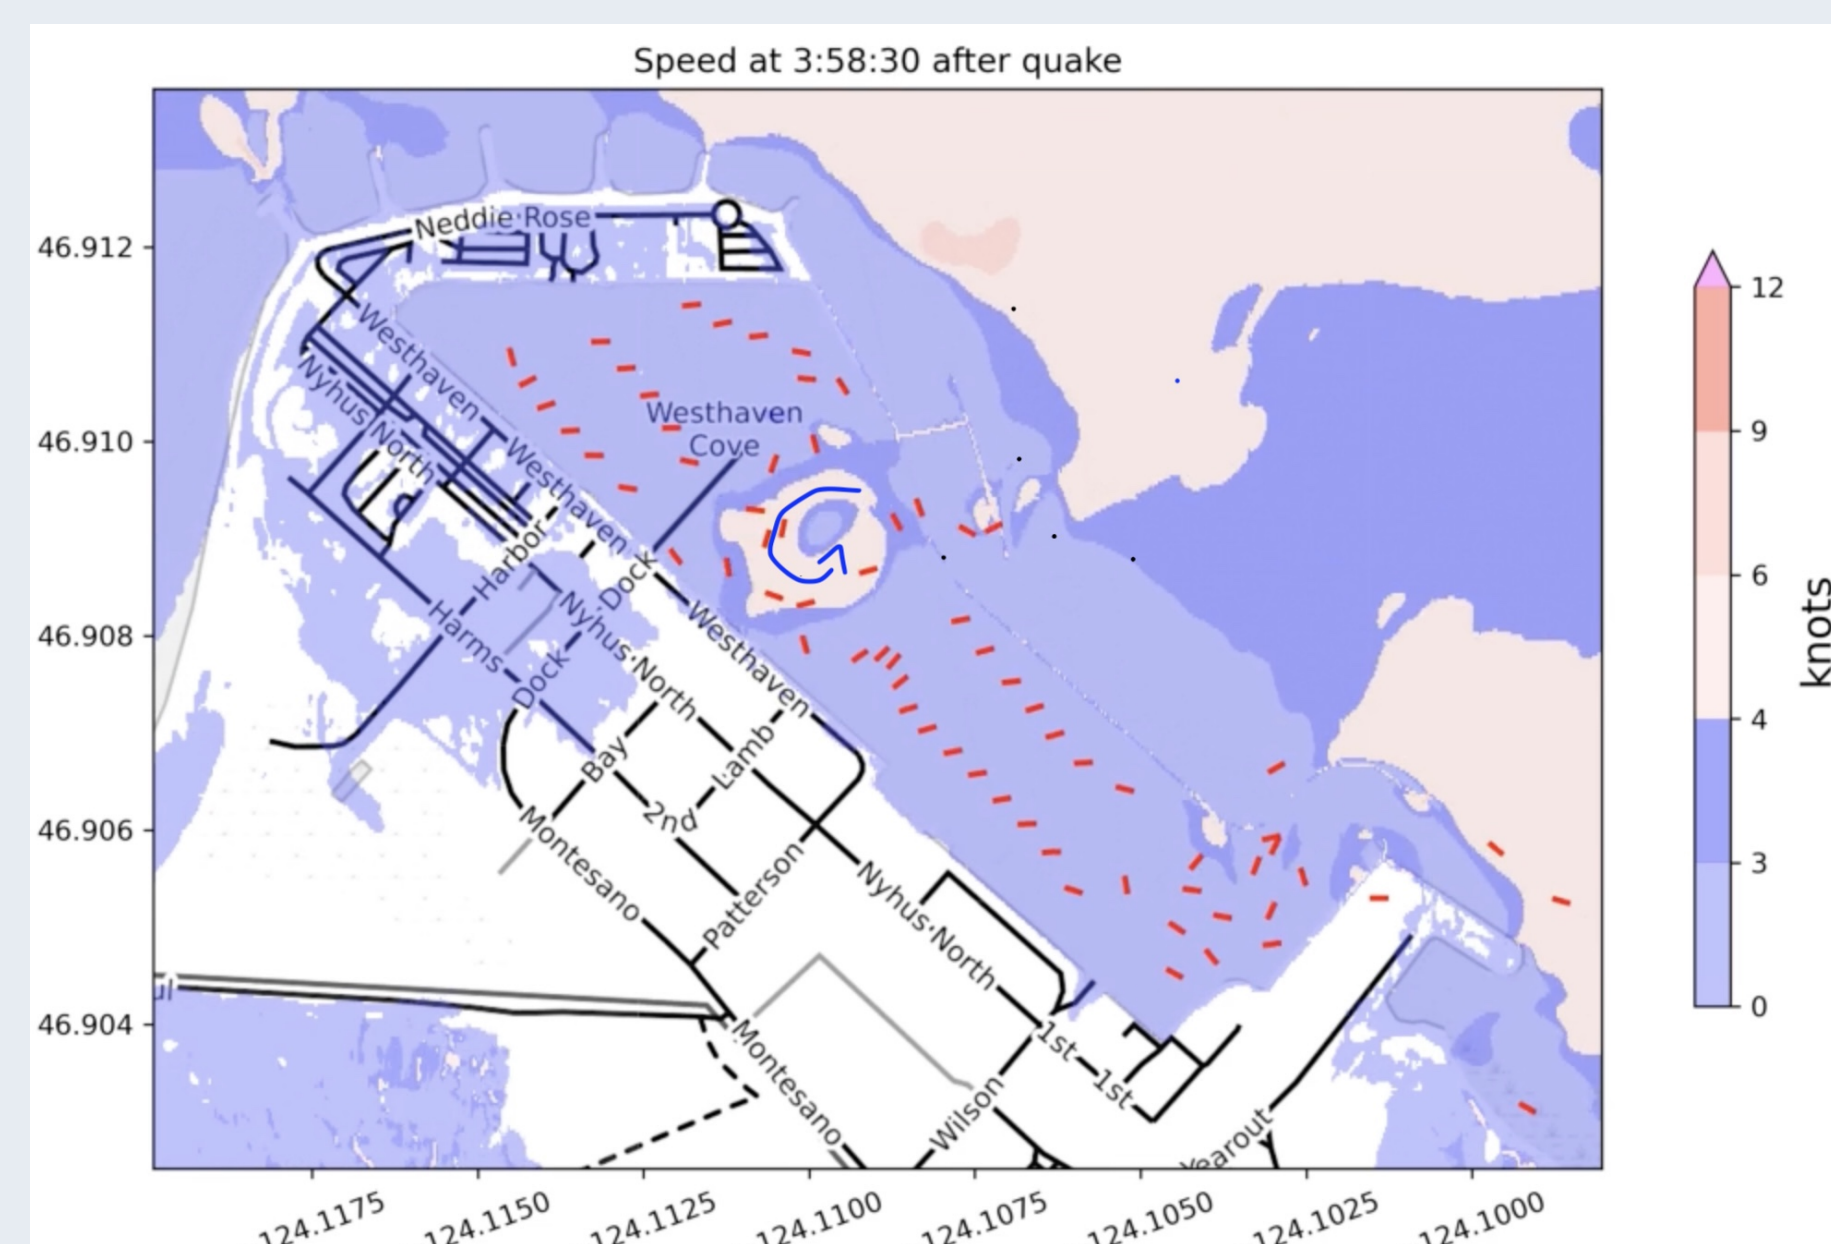 Speed at 3:58:30 after quake
46.912
46.910
46.908
46.906
46.904
Neddie Rose
Westhaven
Nyhus North
Westhaven
Westhaven
Cove
Harbor
Dock
Nyhus North
Westhaven
Harms
Dock
Bay
Lamb
2nd
Montesano
Patterson
Nyhus North
ul
Montesano
1st
1st
Wilson
Yearout
12
9
6
4
3
0
knots
124.1175
124.1150
124.1125
124.1100
124.1075
124.1050
124.1025
124.1000